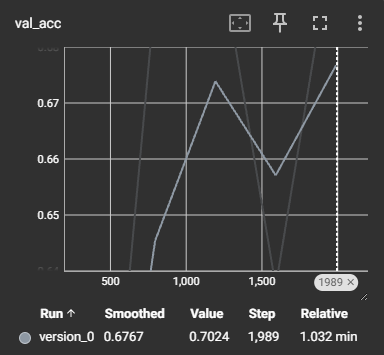 val_acc
0.67
0.66
0.65
500 1,000 1,500 1989 ×
Run ↑ Smoothed Value Step Relative
version_0 0.6767 0.7024 1,989 1.032 min